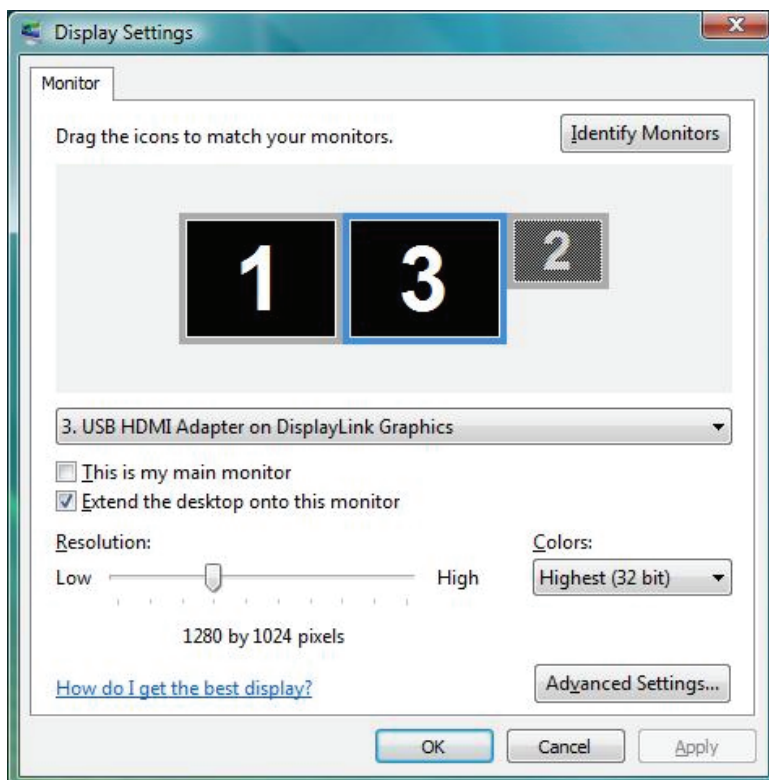 Display Settings
Monitor
Drag the icons to match your monitors.
Identify Monitors
1
3
2
3. USB HDMI Adapter on DisplayLink Graphics
This is my main monitor
Extend the desktop onto this monitor
Resolution:
Colors:
Low
High
Highest (32 bit)
1280 by 1024 pixels
How do I get the best display?
Advanced Settings...
OK
Cancel
Apply